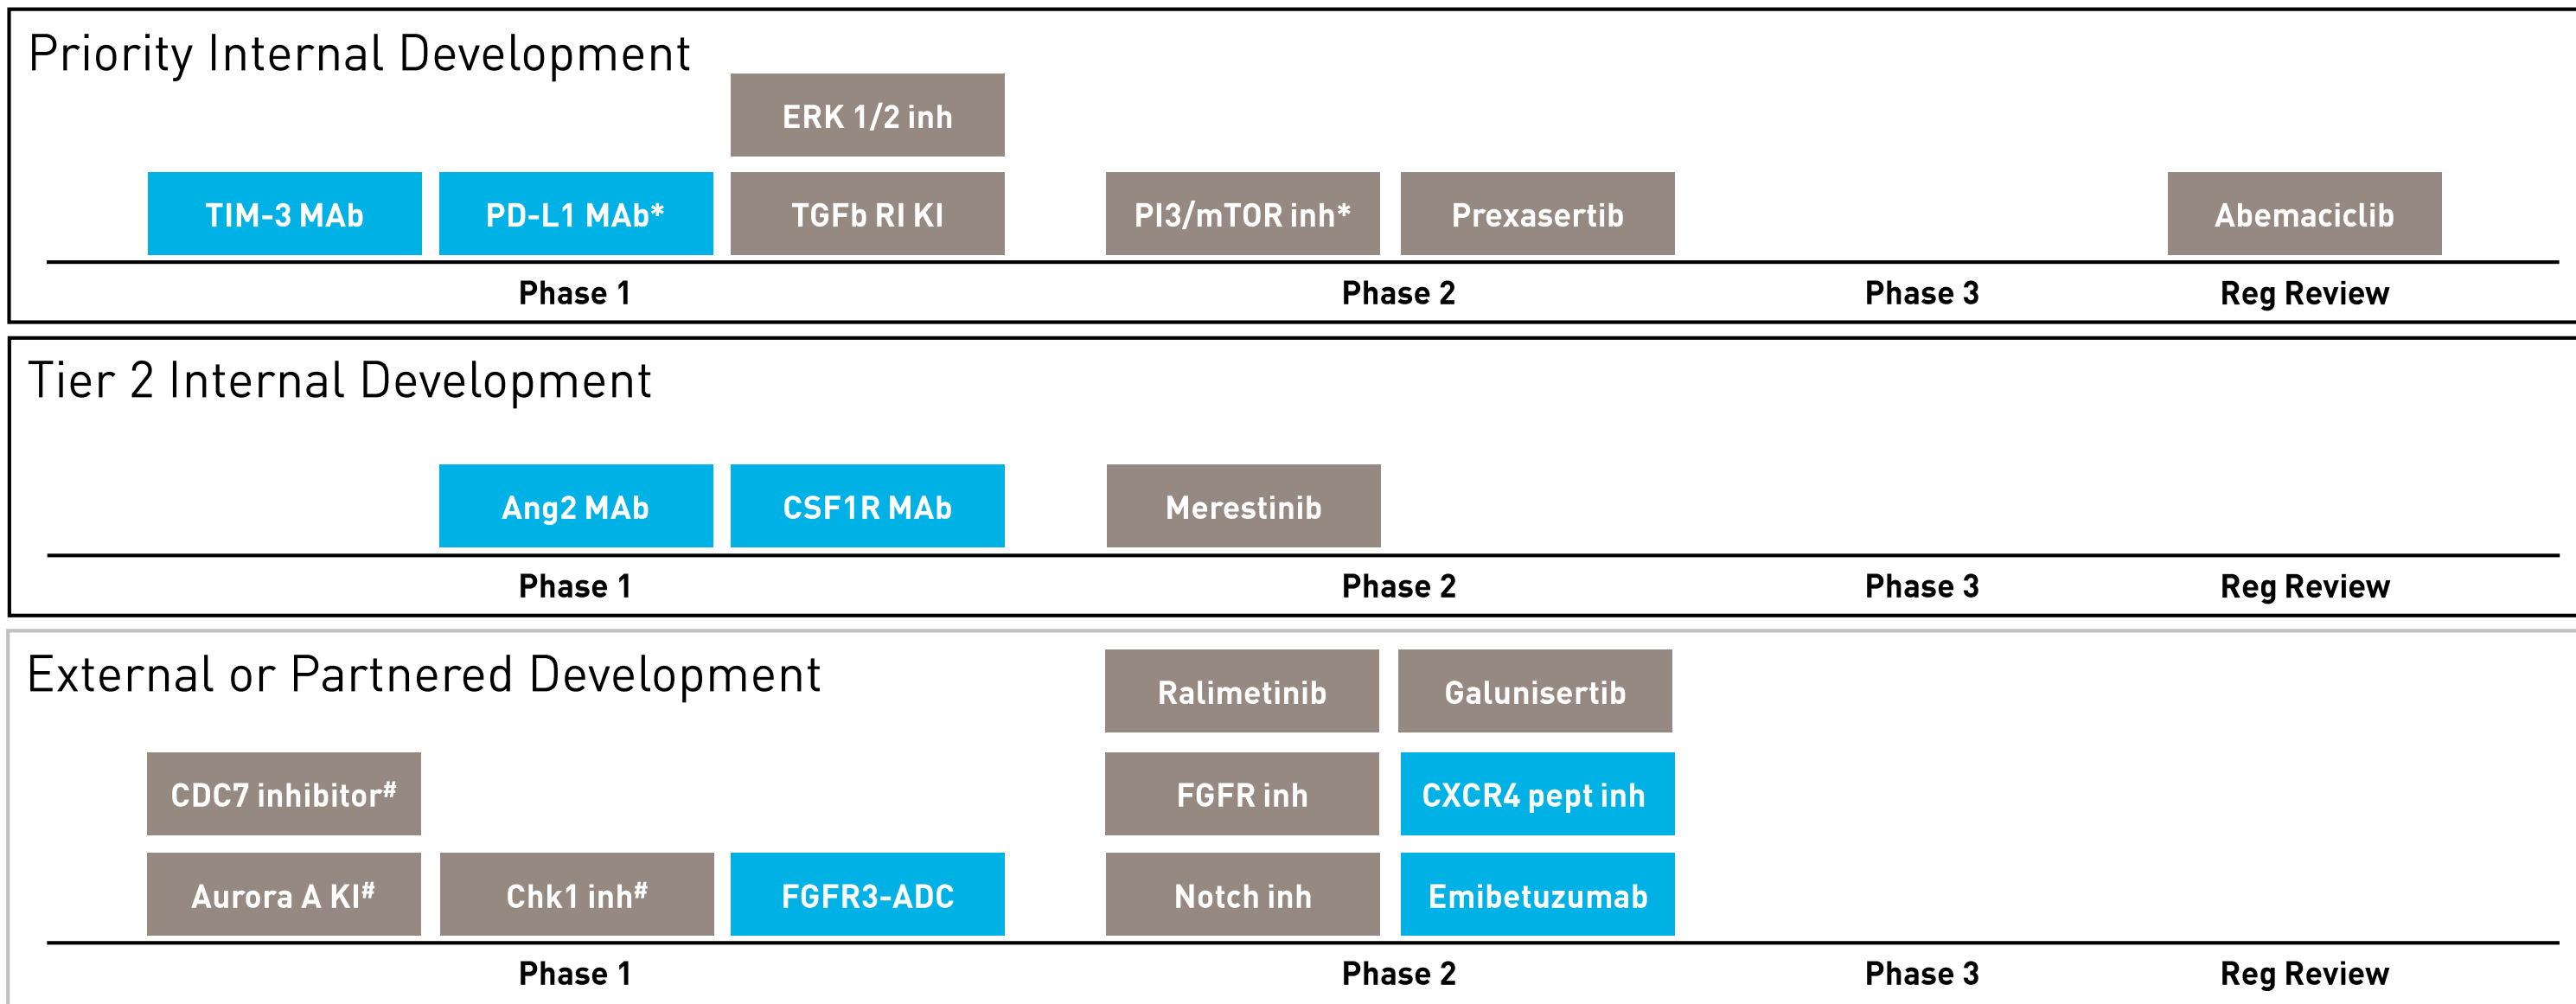 Priority Internal Development
ERK 1/2 inh
TIM-3 MAb PD-L1 MAb* TGFb RI KI PI3/mTOR inh* Prexasertib Abemaciclib
Phase 1 Phase 2 Phase 3 Reg Review
Tier 2 Internal Development
Ang2 MAb CSF1R MAb Merestinib
Phase 1 Phase 2 Phase 3 Reg Review
External or Partnered Development
Ralimetinib Galunisertib
CDC7 inhibitor# FGFR inh CXCR4 pept inh
Aurora A KI# Chk1 inh# FGFR3-ADC Notch inh Emibetuzumab
Phase 1 Phase 2 Phase 3 Reg Review